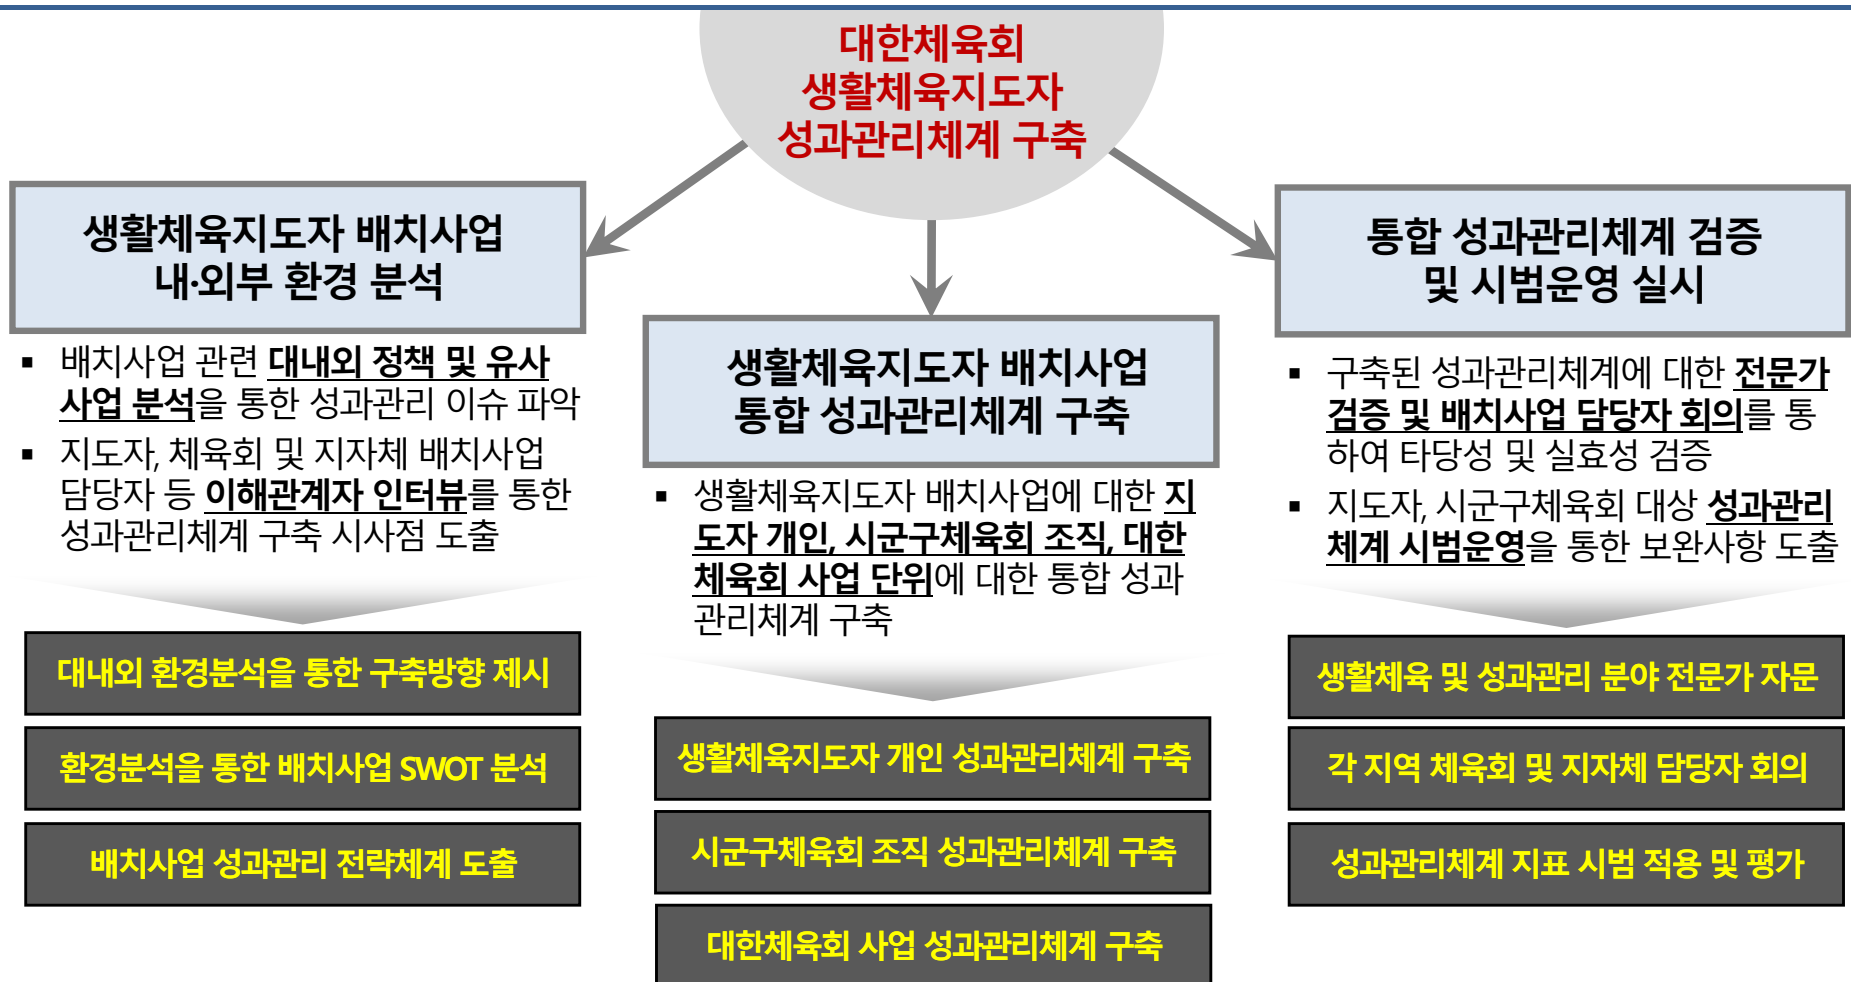 대한체육회
생활체육지도자
성과관리체계 구축
생활체육지도자 배치사업
내·외부 환경 분석
▪ 배치사업 관련 대내외 정책 및 유사
사업 분석을 통한 성과관리 이슈 파악
▪ 지도자, 체육회 및 지자체 배치사업
담당자 등 이해관계자 인터뷰를 통한
성과관리체계 구축 시사점 도출
대내외 환경분석을 통한 구축방향 제시
환경분석을 통한 배치사업 SWOT 분석
배치사업 성과관리 전략체계 도출
생활체육지도자 배치사업
통합 성과관리체계 구축
▪ 생활체육지도자 배치사업에 대한 지
도자 개인, 시군구체육회 조직, 대한
체육회 사업 단위에 대한 통합 성과
관리체계 구축
생활체육지도자 개인 성과관리체계 구축
시군구체육회 조직 성과관리체계 구축
대한체육회 사업 성과관리체계 구축
통합 성과관리체계 검증
및 시범운영 실시
▪ 구축된 성과관리체계에 대한 전문가
검증 및 배치사업 담당자 회의를 통
하여 타당성 및 실효성 검증
▪ 지도자, 시군구체육회 대상 성과관리
체계 시범운영을 통한 보완사항 도출
생활체육 및 성과관리 분야 전문가 자문
각 지역 체육회 및 지자체 담당자 회의
성과관리체계 지표 시범 적용 및 평가